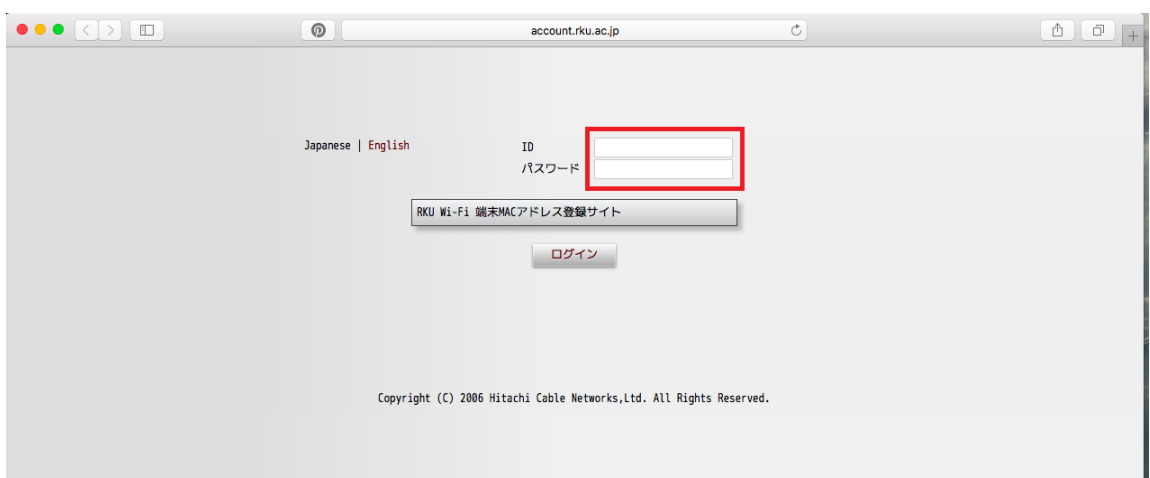 account.rku.ac.jp
Japanese | English
ID
パスワード
RKU Wi-Fi 端末MACアドレス登録サイト
ログイン
Copyright (C) 2006 Hitachi Cable Networks,Ltd. All Rights Reserved.